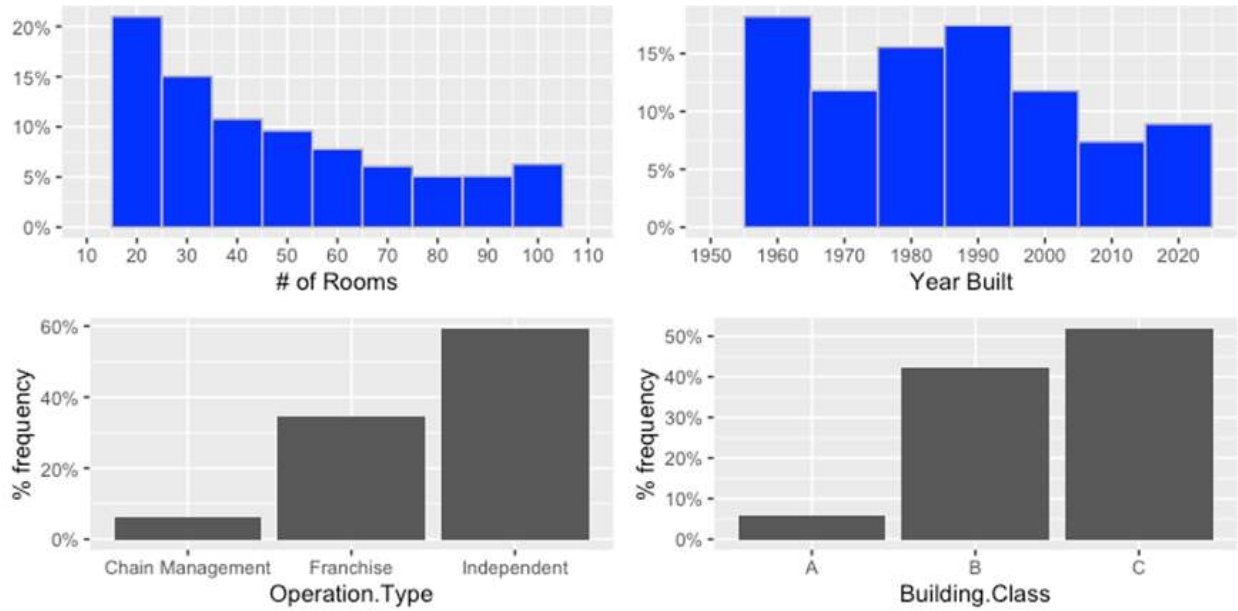 20%
15%
10%
5%
0%
10 20 30 40 50 60 70 80 90 100 110
# of Rooms
15%
10%
5%
0%
1950 1960 1970 1980 1990 2000 2010 2020
Year Built
60%
40%
20%
0%
% frequency
Chain Management Franchise Independent
Operation.Type
50%
40%
30%
20%
10%
0%
% frequency
A B C
Building.Class